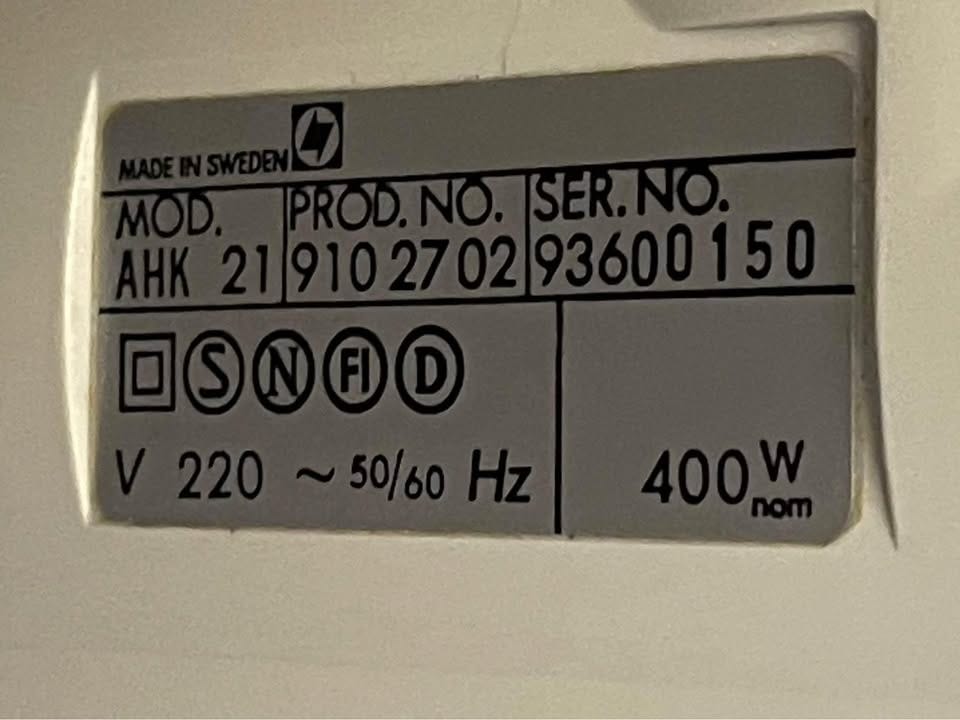 MADE IN SWEDEN
MOD. PROD. NO. SER. NO.
AHK 21 910 27 02 93600150
S N FI D
V 220 ~ 50/60 Hz 400 W nom